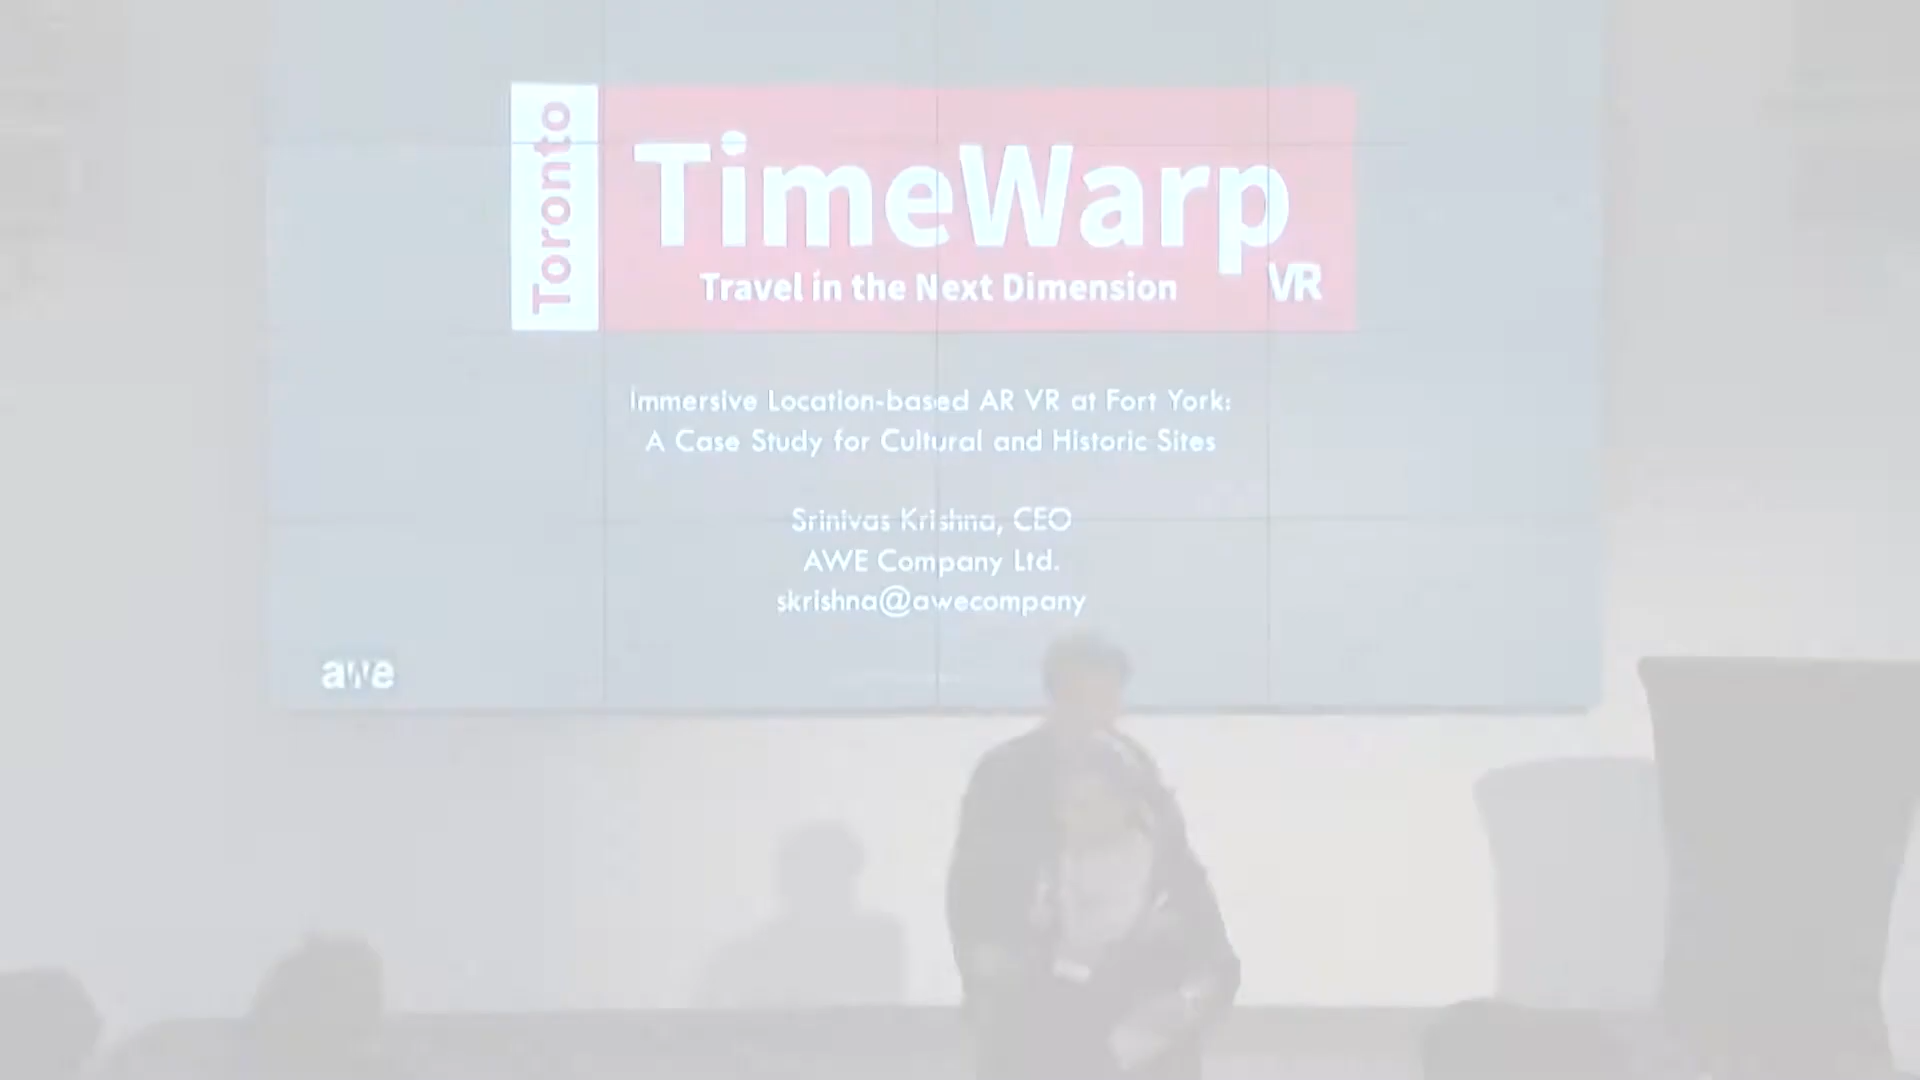 Toronto
TimeWarp
Travel in the Next Dimension
VR
Immersive Location-based AR VR at Fort York:
A Case Study for Cultural and Historic Sites
Srinivas Krishna, CEO
AWE Company Ltd.
skrishna@awecompany
awe